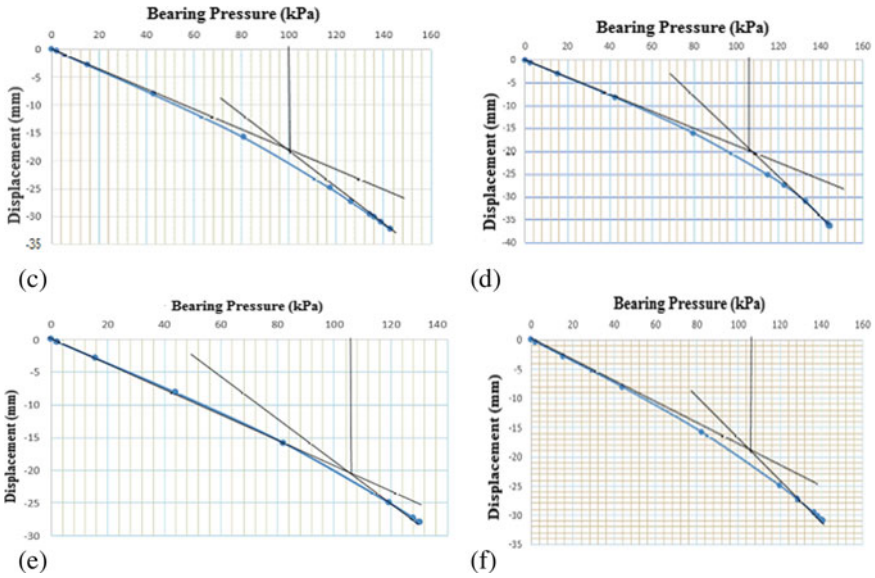 Bearing Pressure (kPa)
0 20 40 60 80 100 120 140 160
0
-5
-10
-15
-20
-25
-30
-35
Displacement (mm)
(c)
Bearing Pressure (kPa)
0 20 40 60 80 100 120 140 160
0
-5
-10
-15
-20
-25
-30
-35
-40
Displacement (mm)
(d)
Bearing Pressure (kPa)
0 20 40 60 80 100 120 140
0
-5
-10
-15
-20
-25
-30
Displacement (mm)
(e)
Bearing Pressure (kPa)
0 20 40 60 80 100 120 140 160
0
-5
-10
-15
-20
-25
-30
-35
Displacement (mm)
(f)